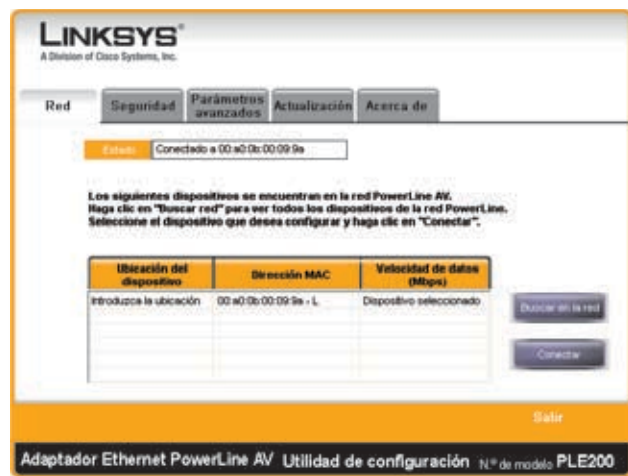 LINKSYS®
A Division of Cisco Systems, Inc.
Red
Seguridad
Parámetros
avanzados
Actualización
Acerca de
Estado
Conectado a 00:a0:0b:00:09:9a
Los siguientes dispositivos se encuentran en la red PowerLine AV.
Haga clic en "Buscar red" para ver todos los dispositivos de la red PowerLine.
Seleccione el dispositivo que desea configurar y haga clic en "Conectar".
Ubicación del
dispositivo
Dirección MAC
Velocidad de datos
(Mbps)
Introduzca la ubicación
00:a0:0b:00:09:9a - L
Dispositivo seleccionado
Buscar en la red
Conectar
Salir
Adaptador Ethernet PowerLine AV Utilidad de configuración N.º de modelo PLE200